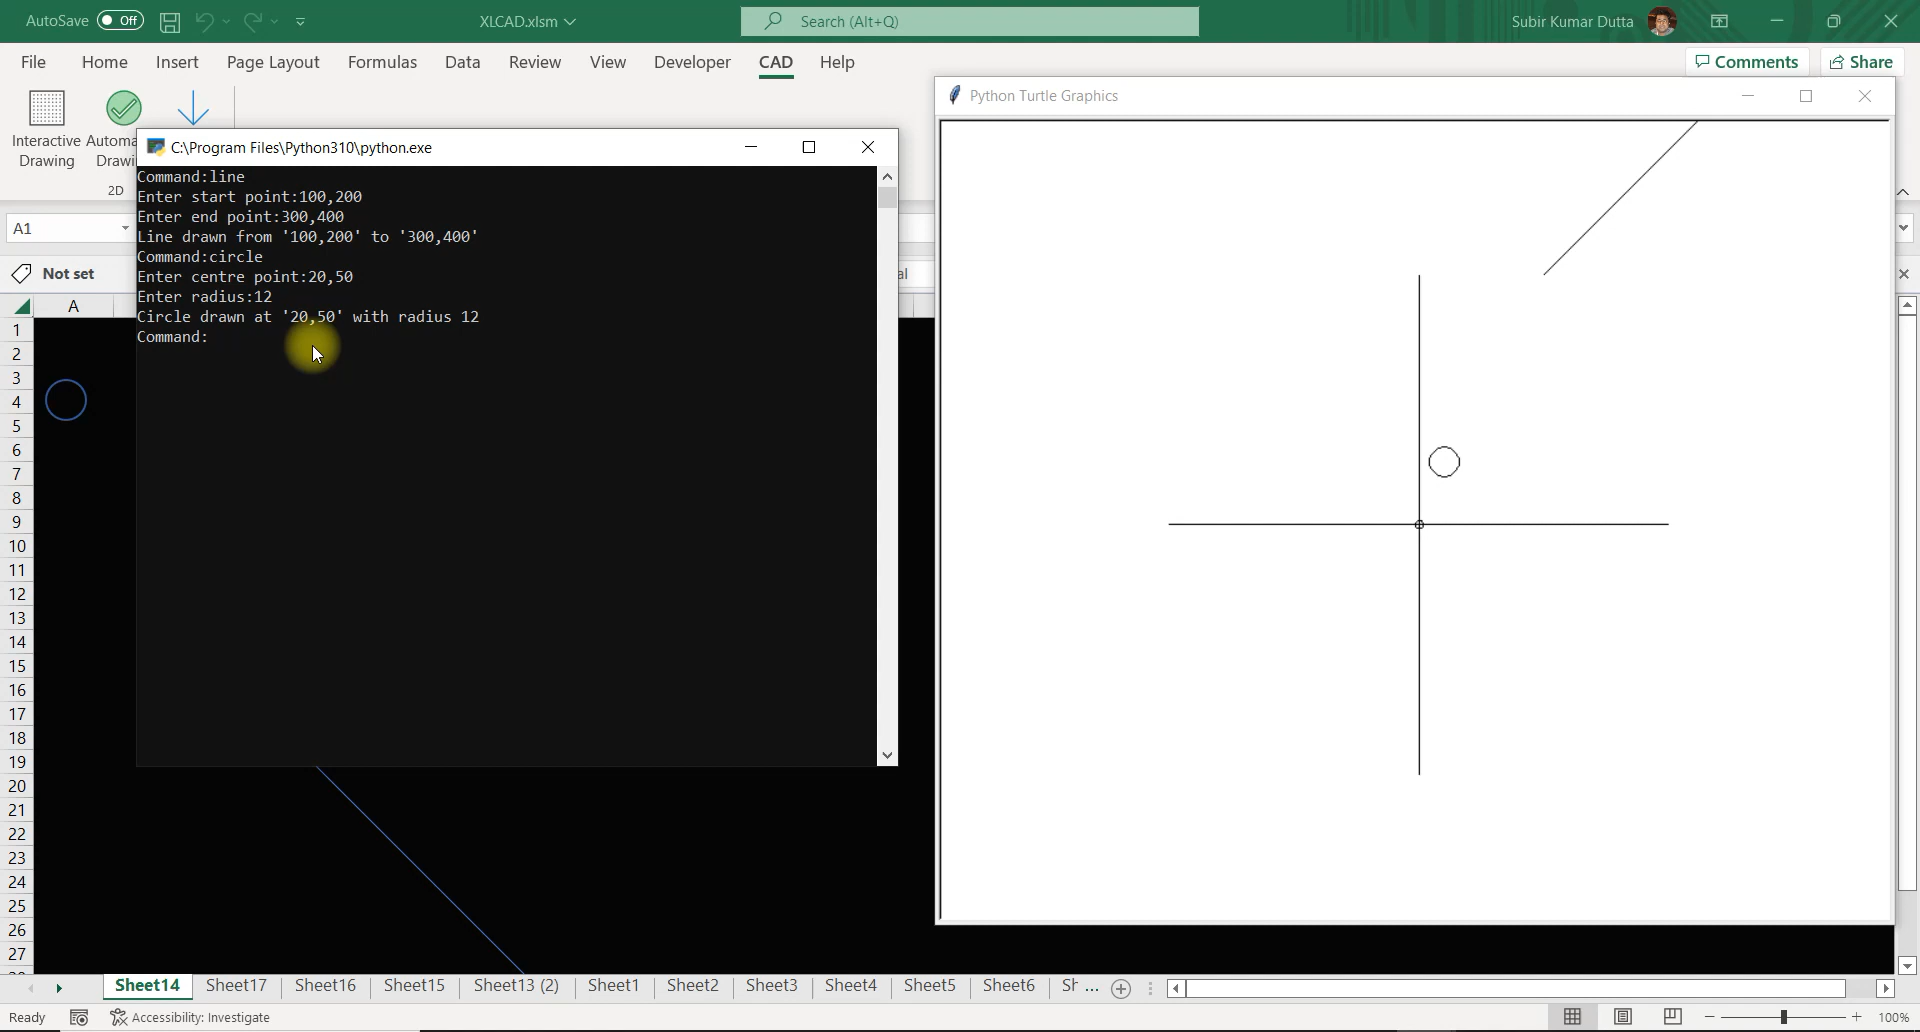 AutoSave Off
XLCAD.xlsm
Search (Alt+Q)
Subir Kumar Dutta
File Home Insert Page Layout Formulas Data Review View Developer CAD Help
Comments Share
Interactive Drawing
2D
A1
Not set
C:\Program Files\Python310\python.exe
Command:line
Enter start point:100,200
Enter end point:300,400
Line drawn from '100,200' to '300,400'
Command:circle
Enter centre point:20,50
Enter radius:12
Circle drawn at '20,50' with radius 12
Command:
Python Turtle Graphics
A
1
2
3
4
5
6
7
8
9
10
11
12
13
14
15
16
17
18
19
20
21
22
23
24
25
26
27
Sheet14 Sheet17 Sheet16 Sheet15 Sheet13 (2) Sheet1 Sheet2 Sheet3 Sheet4 Sheet5 Sheet6 Sh ...
Ready Accessibility: Investigate 100%